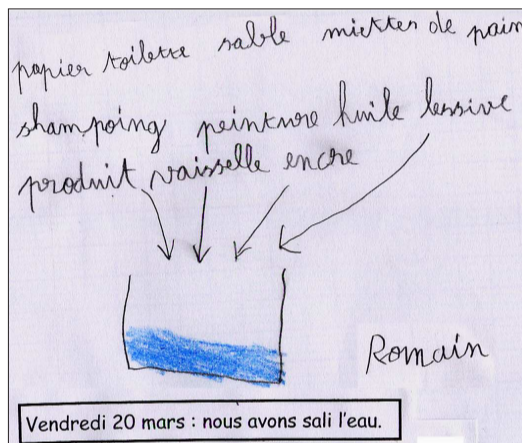 papier toilette sable miettes de pain
shampoing peinture huile lessive
produit vaisselle encre
Romain
Vendredi 20 mars : nous avons sali l'eau.